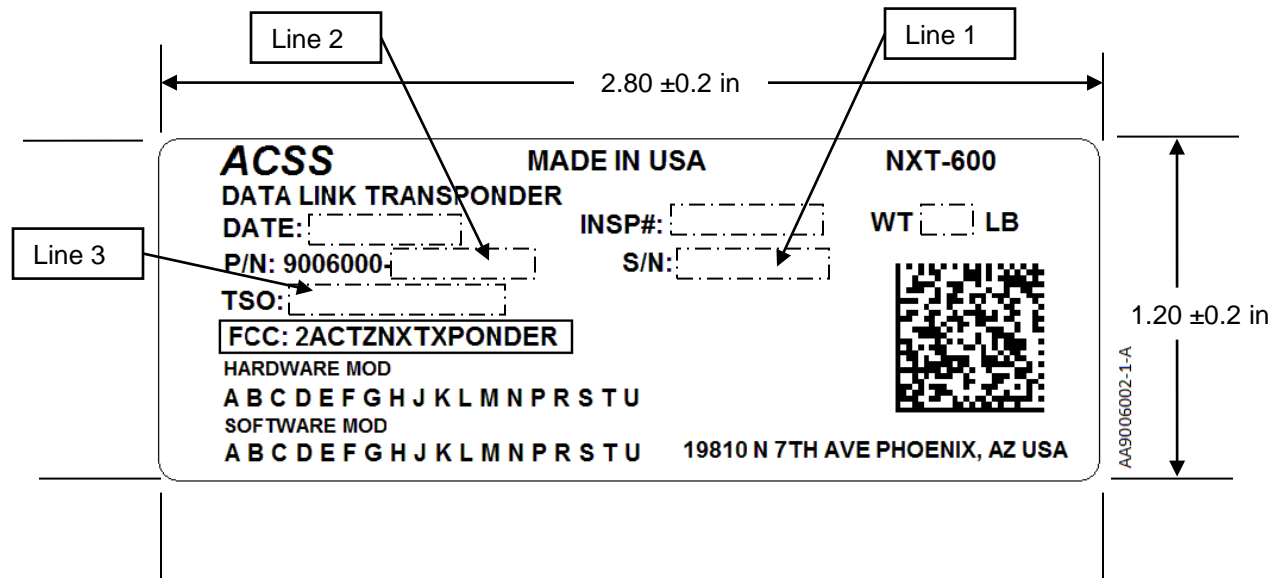 Line 2
Line 1
2.80 ±0.2 in
ACSS MADE IN USA NXT-600
DATA LINK TRANSPONDER
DATE: INSP#: WT LB
Line 3
P/N: 9006000- S/N:
TSO:
FCC: 2ACTZNXTXPONDER
1.20 ±0.2 in
HARDWARE MOD
A B C D E F G H J K L M N P R S T U
SOFTWARE MOD
A B C D E F G H J K L M N P R S T U
19810 N 7TH AVE PHOENIX, AZ USA
AA9006002-1-A